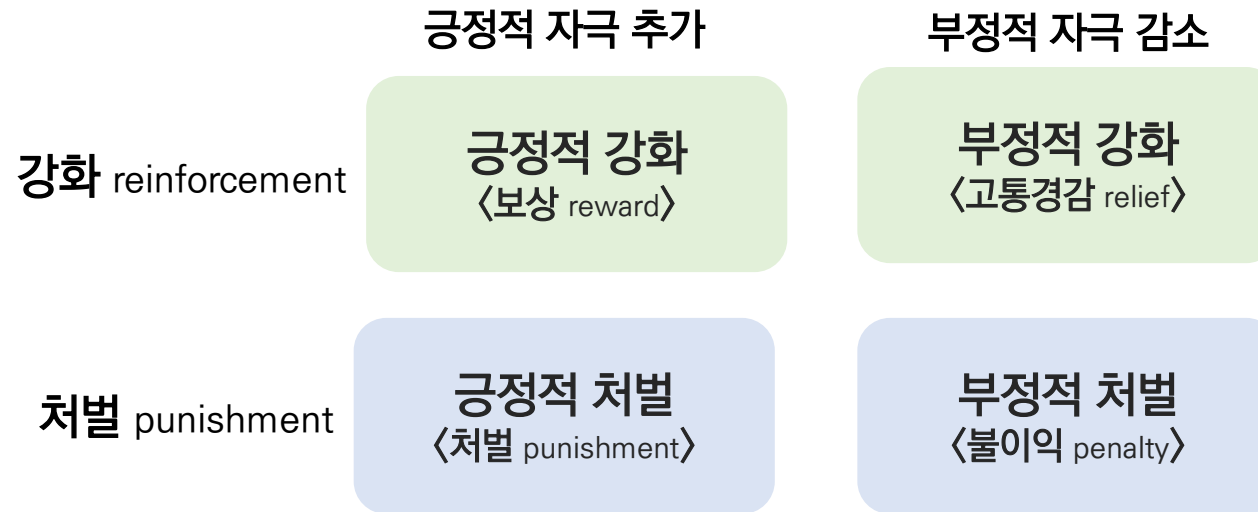 긍정적 자극 추가
부정적 자극 감소
강화 reinforcement
긍정적 강화
〈보상 reward〉
부정적 강화
〈고통경감 relief〉
처벌 punishment
긍정적 처벌
〈처벌 punishment〉
부정적 처벌
〈불이익 penalty〉